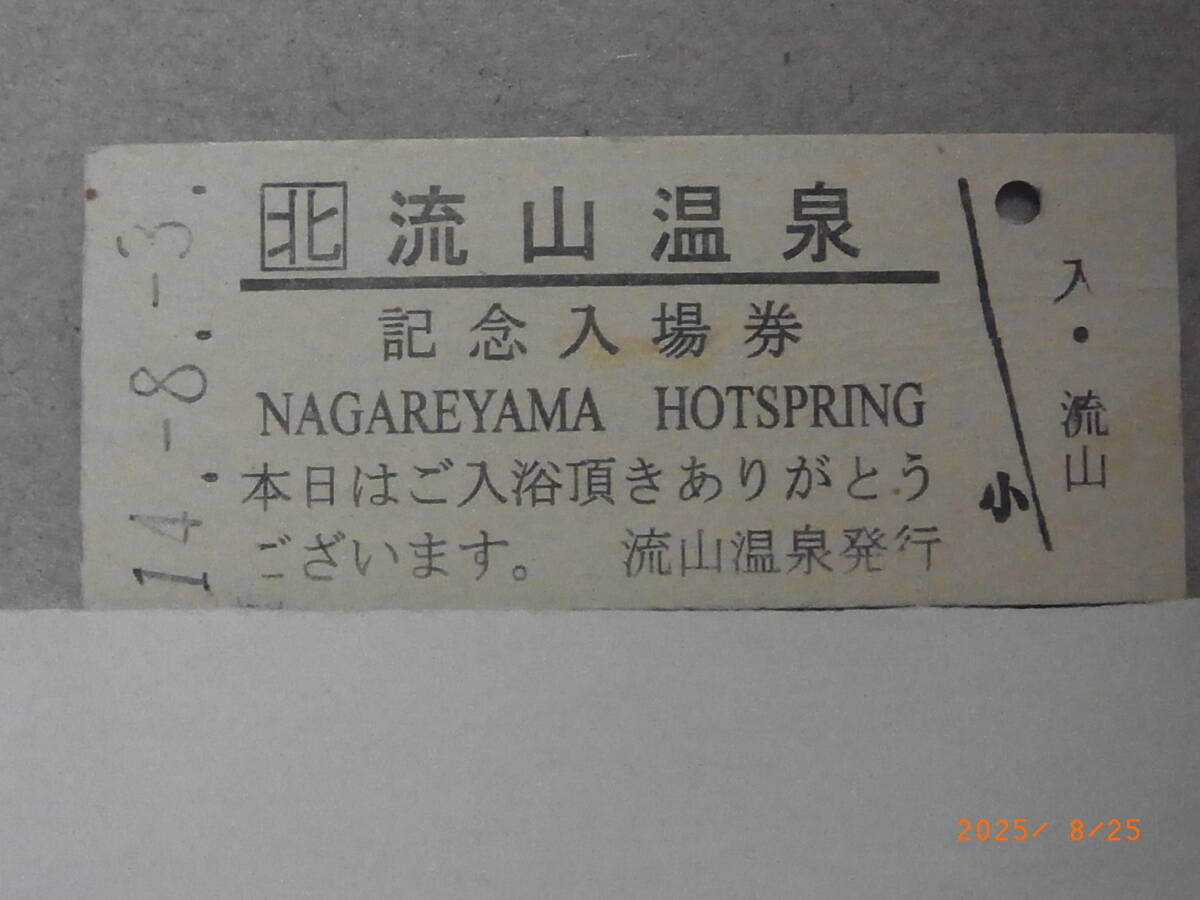 14.-8.-3.
北 流山温泉
記念入場券
NAGAREYAMA HOTSPRING
本日はご入浴頂きありがとう
ございます。 流山温泉発行
小
入・流山
2025/ 8/25